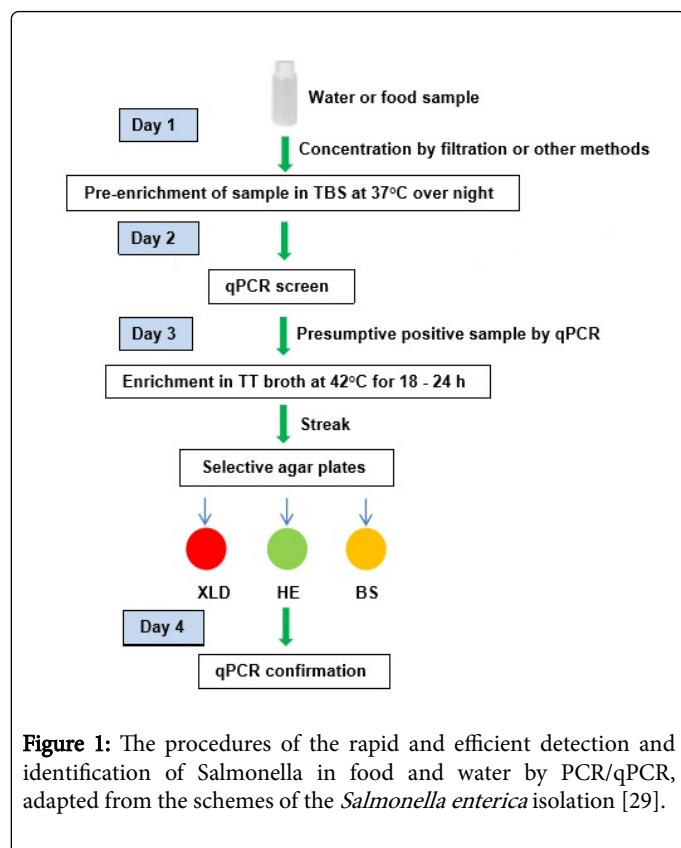 Water or food sample
Day 1
Concentration by filtration or other methods
Pre-enrichment of sample in TBS at 37°C over night
Day 2
qPCR screen
Day 3
Presumptive positive sample by qPCR
Enrichment in TT broth at 42°C for 18 - 24 h
Streak
Selective agar plates
XLD HE BS
Day 4
qPCR confirmation
Figure 1: The procedures of the rapid and efficient detection and
identification of Salmonella in food and water by PCR/qPCR,
adapted from the schemes of the Salmonella enterica isolation [29].